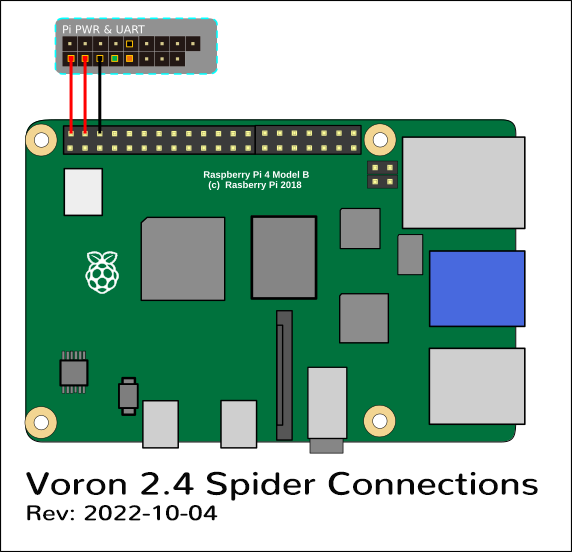 Pi PWR & UART
Raspberry Pi 4 Model B
(c) Rasberry Pi 2018
Voron 2.4 Spider Connections
Rev: 2022-10-04